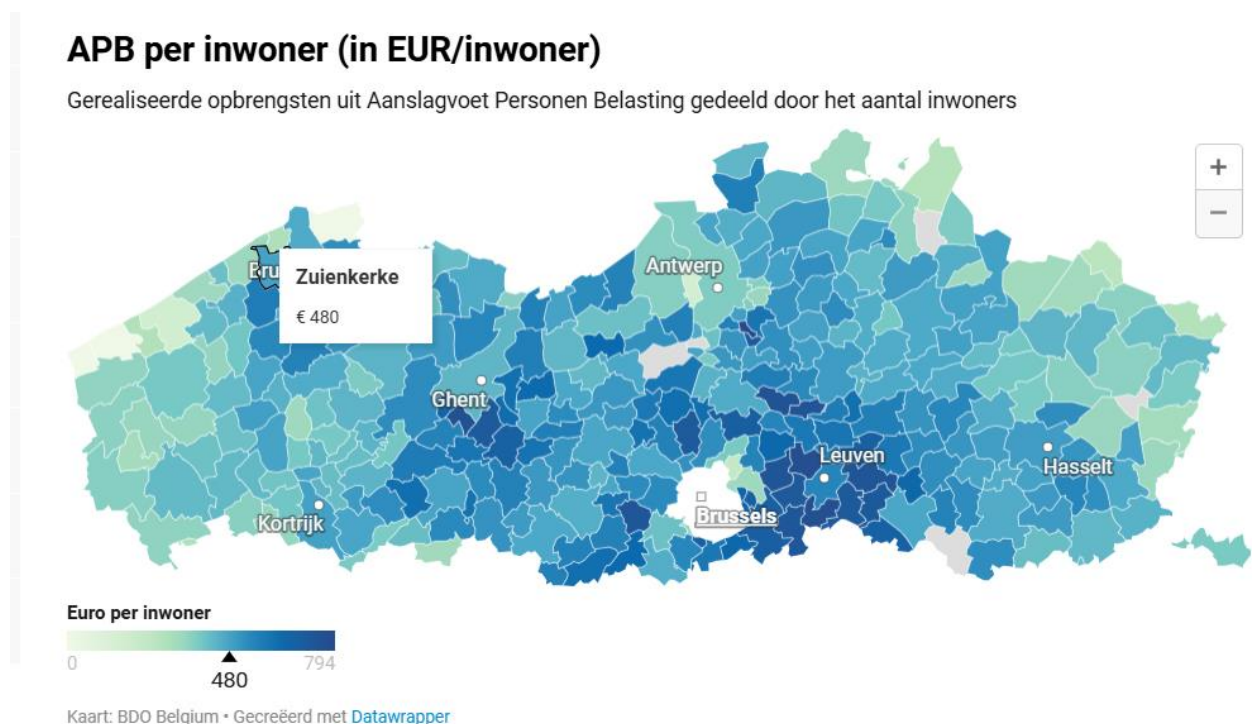 APB per inwoner (in EUR/inwoner)
Gerealiseerde opbrengsten uit Aanslagvoet Personen Belasting gedeeld door het aantal inwoners
+
−
Antwerp
Bru
Zuienkerke
€ 480
Ghent
Leuven
Hasselt
Kortrijk
Brussels
Euro per inwoner
0 794
480
Kaart: BDO Belgium • Gecreëerd met Datawrapper